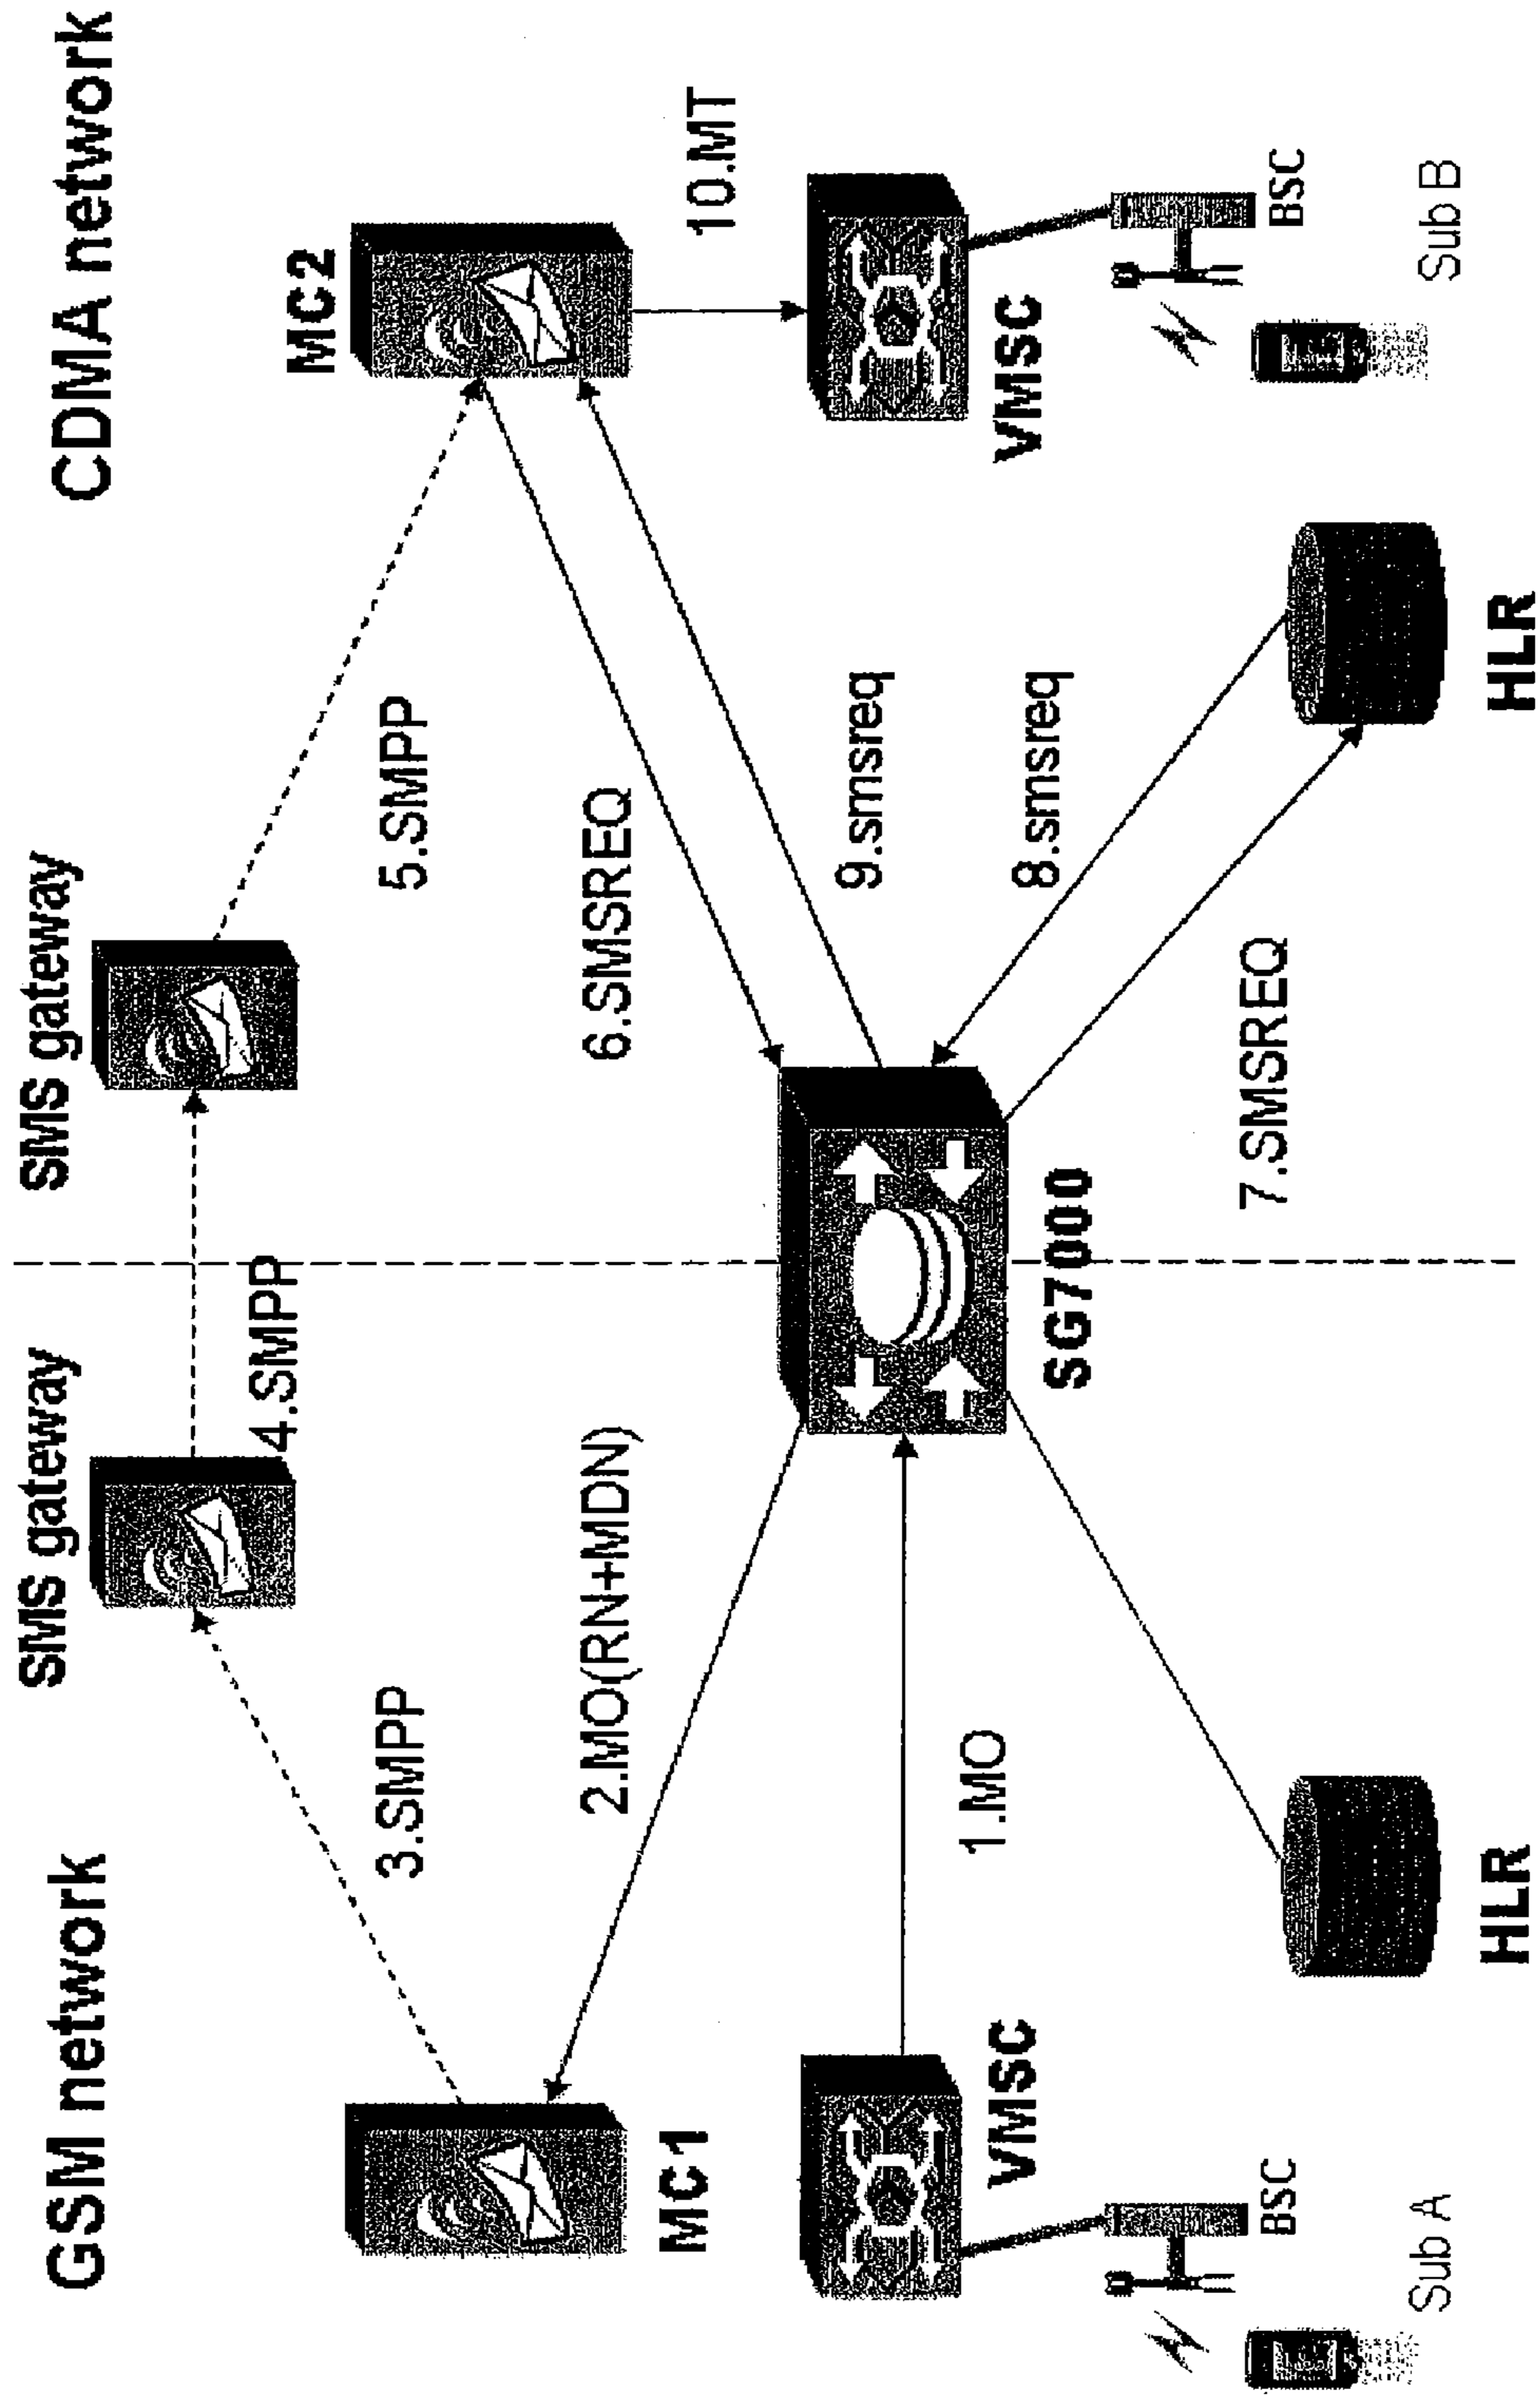 GSM network
CDMA network
SMS gateway
SMS gateway
4.SMPP
MC2
3.SMPP
5.SMPP
2.MO(RN+MDN)
6.SMSREQ
MC1
10.MT
9.smsreq
1.MO
8.smsreq
VMSC
SG7000
VMSC
7.SMSREQ
BSC
BSC
Sub A
HLR
HLR
Sub B